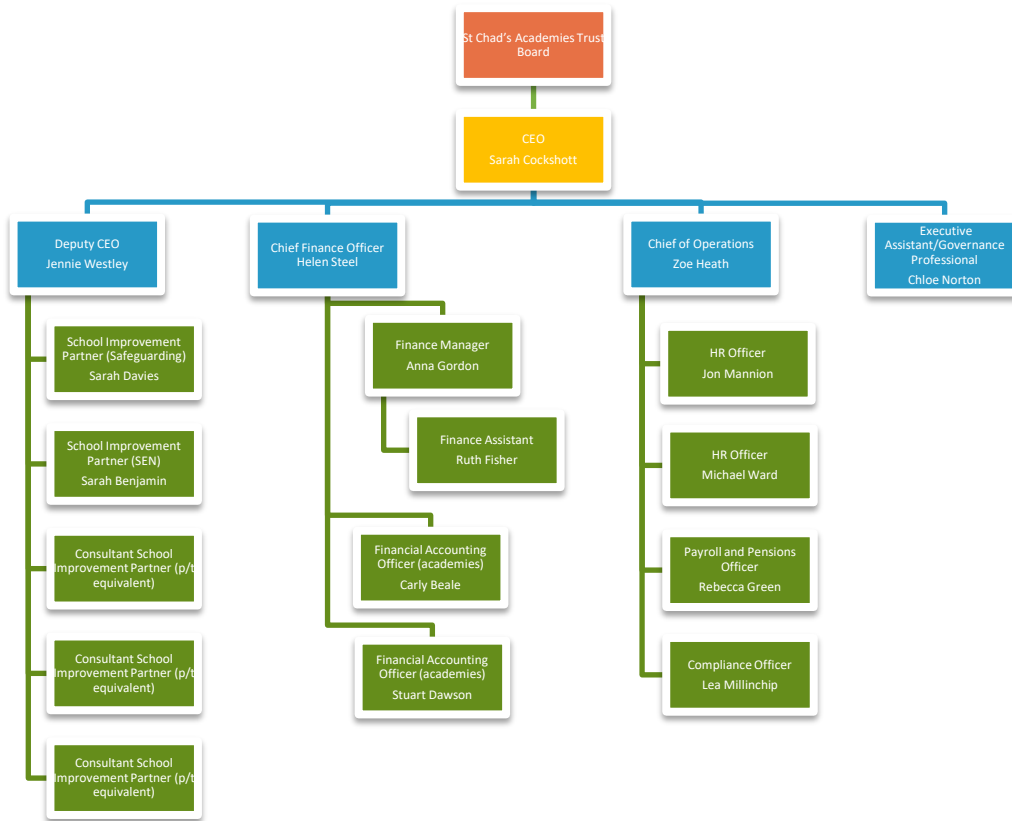 St Chad's Academies Trust
Board
CEO
Sarah Cockshott
Deputy CEO
Jennie Westley
Chief Finance Officer
Helen Steel
Chief of Operations
Zoe Heath
Executive
Assistant/Governance
Professional
Chloe Norton
School Improvement
Partner (Safeguarding)
Sarah Davies
School Improvement
Partner (SEN)
Sarah Benjamin
Consultant School
Improvement Partner (p/t
equivalent)
Consultant School
Improvement Partner (p/t
equivalent)
Consultant School
Improvement Partner (p/t
equivalent)
Finance Manager
Anna Gordon
Finance Assistant
Ruth Fisher
Financial Accounting
Officer (academies)
Carly Beale
Financial Accounting
Officer (academies)
Stuart Dawson
HR Officer
Jon Mannion
HR Officer
Michael Ward
Payroll and Pensions
Officer
Rebecca Green
Compliance Officer
Lea Millinchip